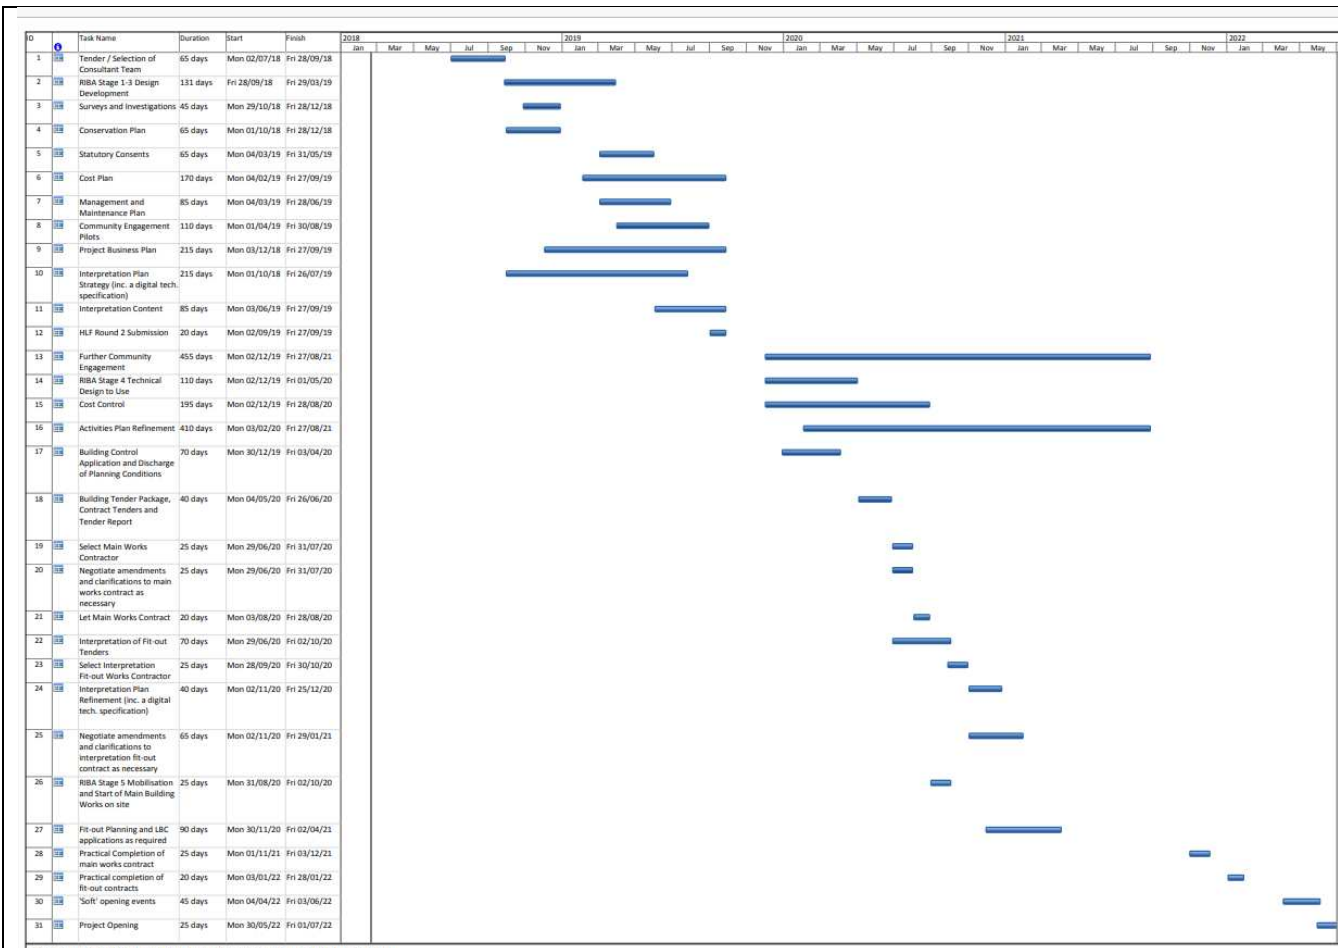 2018 2019 2020 2021 2022
ID Task Name Duration Start Finish Jan Mar May Jul Sep Nov Jan Mar May Jul Sep Nov Jan Mar May Jul Sep Nov Jan Mar May Jul Sep Nov Jan Mar May
1 Tender / Selection of 65 days Mon 02/07/18 Fri 28/09/18
Consultant Team
2 RIBA Stage 1-3 Design 131 days Fri 28/09/18 Fri 29/03/19
Development
3 Surveys and Investigations 45 days Mon 29/10/18 Fri 28/12/18
4 Conservation Plan 65 days Mon 01/10/18 Fri 28/12/18
5 Statutory Consents 65 days Mon 04/03/19 Fri 31/05/19
6 Cost Plan 170 days Mon 04/02/19 Fri 27/09/19
7 Management and 85 days Mon 04/03/19 Fri 28/06/19
Maintenance Plan
8 Community Engagement 110 days Mon 01/04/19 Fri 30/08/19
Pilots
9 Project Business Plan 215 days Mon 03/12/18 Fri 27/09/19
10 Interpretation Plan 215 days Mon 01/10/18 Fri 26/07/19
Strategy (inc. a digital tech.
specification)
11 Interpretation Content 85 days Mon 03/06/19 Fri 27/09/19
12 HLF Round 2 Submission 20 days Mon 02/09/19 Fri 27/09/19
13 Further Community 455 days Mon 02/12/19 Fri 27/08/21
Engagement
14 RIBA Stage 4 Technical 110 days Mon 02/12/19 Fri 01/05/20
Design to Use
15 Cost Control 195 days Mon 02/12/19 Fri 28/08/20
16 Activities Plan Refinement 410 days Mon 03/02/20 Fri 27/08/21
17 Building Control 70 days Mon 30/12/19 Fri 03/04/20
Application and Discharge
of Planning Conditions
18 Building Tender Package, 40 days Mon 04/05/20 Fri 26/06/20
Contract Tenders and
Tender Report
19 Select Main Works 25 days Mon 29/06/20 Fri 31/07/20
Contractor
20 Negotiate amendments 25 days Mon 29/06/20 Fri 31/07/20
and clarifications to main
works contract as
necessary
21 Let Main Works Contract 20 days Mon 03/08/20 Fri 28/08/20
22 Interpretation of Fit-out 70 days Mon 29/06/20 Fri 02/10/20
Tenders
23 Select Interpretation 25 days Mon 28/09/20 Fri 30/10/20
Fit-out Works Contractor
24 Interpretation Plan 40 days Mon 02/11/20 Fri 25/12/20
Refinement (inc. a digital
tech. specification)
25 Negotiate amendments 65 days Mon 02/11/20 Fri 29/01/21
and clarifications to
interpretation fit-out
contract as necessary
26 RIBA Stage 5 Mobilisation 25 days Mon 31/08/20 Fri 02/10/20
and Start of Main Building
Works on site
27 Fit-out Planning and LBC 90 days Mon 30/11/20 Fri 02/04/21
applications as required
28 Practical Completion of 25 days Mon 01/11/21 Fri 03/12/21
main works contract
29 Practical completion of 20 days Mon 03/01/22 Fri 28/01/22
fit-out contracts
30 'Soft' opening events 45 days Mon 04/04/22 Fri 03/06/22
31 Project Opening 25 days Mon 30/05/22 Fri 01/07/22